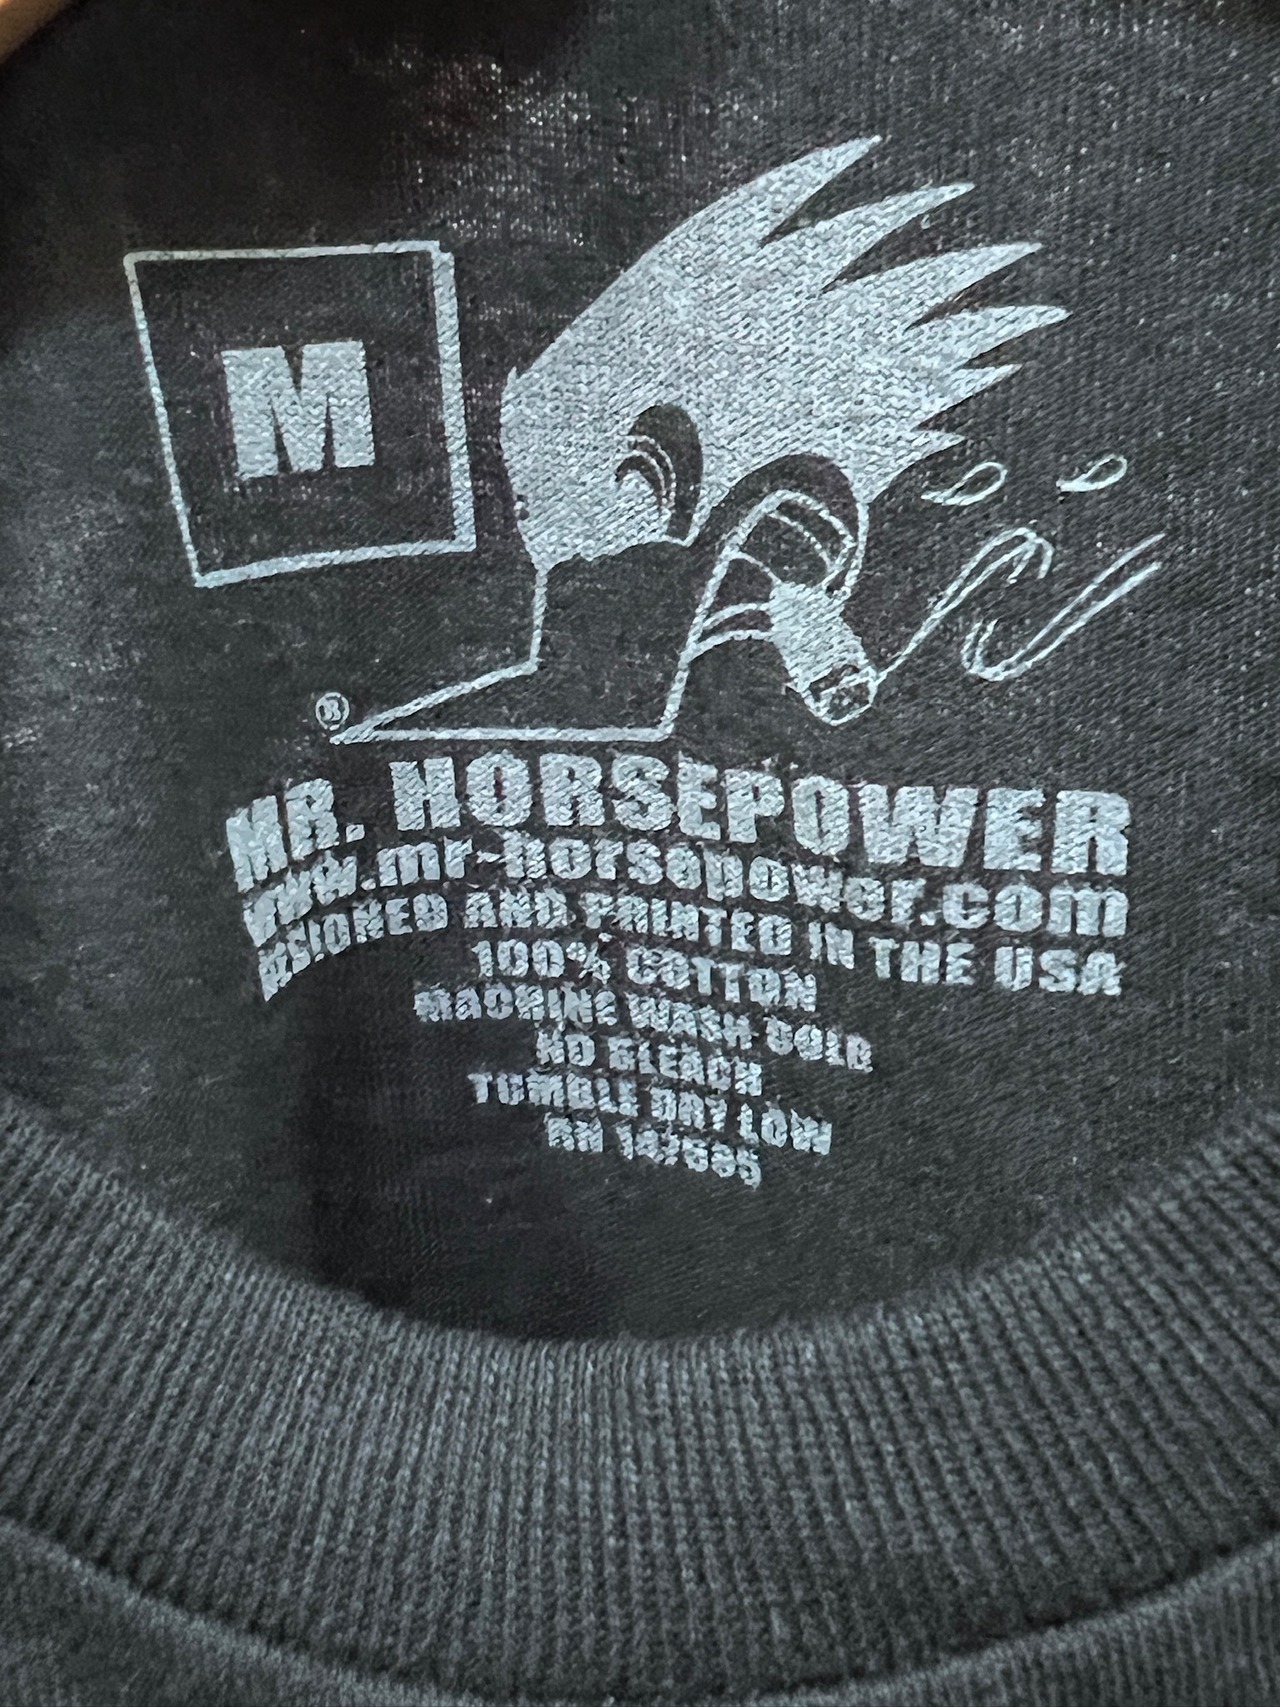 M
®
MR. HORSEPOWER
www.mr-horsepower.com
DESIGNED AND PRINTED IN THE USA
100% COTTON
MACHINE WASH COLD
NO BLEACH
TUMBLE DRY LOW
RN